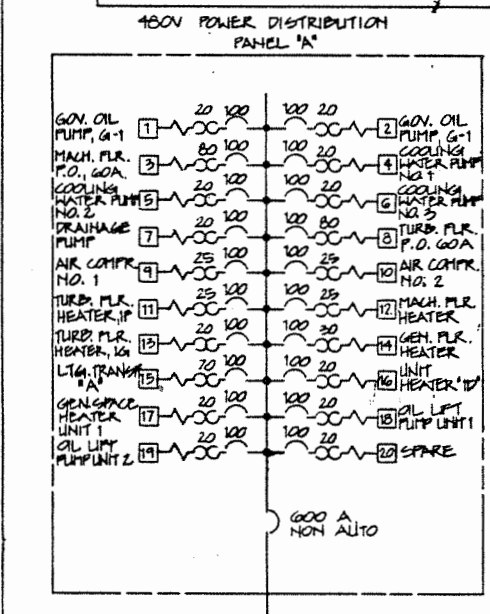 480V POWER DISTRIBUTION
PANEL "A"
20 100 100 20
GOV. OIL
PUMP, G-1 1
2 GOV. OIL
PUMP, G-1
80 100 100 20
MACH. FLR.
P.O., 60A. 3
4 COOLING
WATER PUMP
NO. 1
20 100 100 20
COOLING
WATER PUMP
NO. 2 5
6 COOLING
WATER PUMP
NO. 3
20 100 100 80
DRAINAGE
PUMP 7
8 TURB. FLR.
P.O. 60A
25 100 100 25
AIR COMPR.
NO. 1 9
10 AIR COMPR.
NO. 2
25 100 100 25
TURB. FLR.
HEATER, 1F 11
12 MACH. FLR.
HEATER
20 100 100 30
TURB. FLR.
HEATER, 1G 13
14 GEN. FLR.
HEATER
70 100 100 20
LTG. TRANSF.
"A" 15
16 UNIT
HEATER "D"
20 100 100 20
GEN. SPACE
HEATER
UNIT 1 17
18 OIL LIFT
PUMP UNIT 1
20 100 100 20
OIL LIFT
PUMP UNIT 2 19
20 SPARE
600 A
NON AUTO